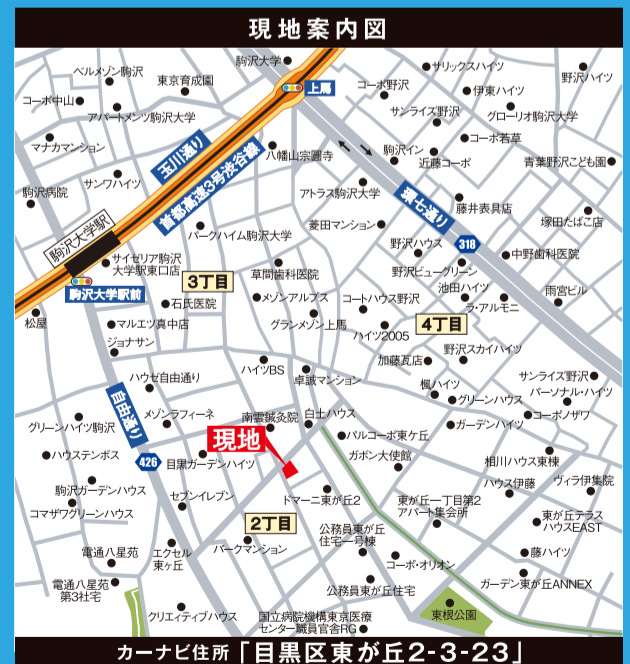 現地案内図
駒沢大学
サリックスハイツ
ベルメゾン駒沢
東京育成園
野沢ハイツ
コーポ野沢
伊東ハイツ
上馬
コーポ中山
アパートメンツ駒沢大学
サンライズ野沢
グローリオ駒沢大学
コーポ若草
マナカマンション
玉川通り
八幡山宗圓寺
駒沢イン
近藤コーポ
青葉野沢こども園
サンワハイツ
首都高速3号渋谷線
アトラス駒沢大学
環七通り
駒沢病院
藤井表具店
菱田マンション
塚田たばこ店
駒沢大学駅
パークハイム駒沢大学
野沢ハウス
318
サイゼリア駒沢
大学駅東口店
中野歯科医院
草間歯科医院
野沢ビューグリーン
3丁目
池田ハイツ
駒沢大学駅前
メゾンアルプス
コートハウス野沢
雨宮ビル
石氏医院
ラ・アルモニ
松屋
マルエツ真中店
グランメゾン上馬
4丁目
ハイツ2005
ジョナサン
野沢スカイハイツ
加藤瓦店
ハイツBS
卓誠マンション
サンライズ野沢
ハウゼ自由通り
楓ハイツ
パーソナル・ハイツ
自由通り
グリーンハウス
メゾンラフィーネ
南雲鍼灸院
白土ハウス
コーポノザワ
グリーンハイツ駒沢
ガーデンハイツ
現地
パルコーポ東ケ丘
ハウステンボス
426
目黒ガーデンハイツ
ガボン大使館
相川ハウス東棟
駒沢ガーデンハウス
ハウス伊藤
ヴィラ伊集院
セブンイレブン
ドマーニ東が丘2
コマザワグリーンハウス
東が丘一丁目第2
アパート集会所
東が丘テラス
ハウスEAST
2丁目
公務員東が丘
住宅一号棟
電通八星苑
エクセル
東ヶ丘
パークマンション
藤ハイツ
コーポ・オリオン
電通八星苑
第3社宅
公務員東が丘住宅
ガーデン東が丘ANNEX
クリエィティブハウス
国立病院機構東京医療
センター職員宿舎RG
東根公園
カーナビ住所「目黒区東が丘2-3-23」